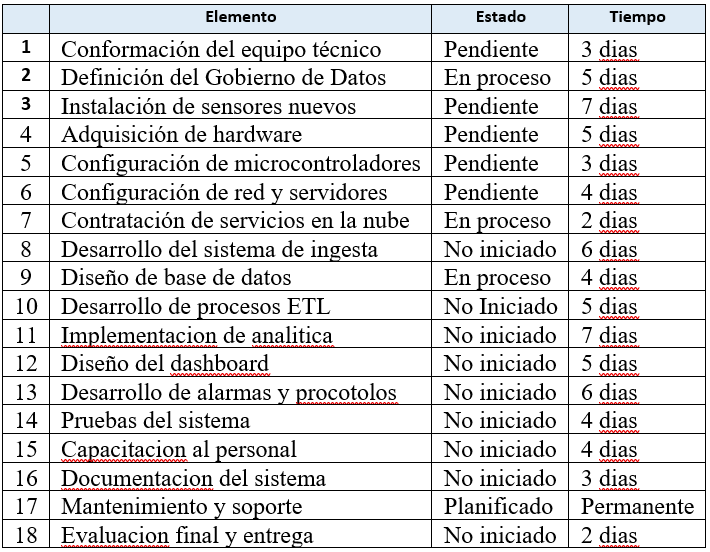 Elemento Estado Tiempo
1 Conformación del equipo técnico Pendiente 3 dias
2 Definición del Gobierno de Datos En proceso 5 dias
3 Instalación de sensores nuevos Pendiente 7 dias
4 Adquisición de hardware Pendiente 5 dias
5 Configuración de microcontroladores Pendiente 3 dias
6 Configuración de red y servidores Pendiente 4 dias
7 Contratación de servicios en la nube En proceso 2 dias
8 Desarrollo del sistema de ingesta No iniciado 6 dias
9 Diseño de base de datos En proceso 4 dias
10 Desarrollo de procesos ETL No Iniciado 5 dias
11 Implementacion de analitica No iniciado 7 dias
12 Diseño del dashboard No iniciado 5 dias
13 Desarrollo de alarmas y procotolos No iniciado 6 dias
14 Pruebas del sistema No iniciado 4 dias
15 Capacitacion al personal No iniciado 4 dias
16 Documentacion del sistema No iniciado 3 dias
17 Mantenimiento y soporte Planificado Permanente
18 Evaluacion final y entrega No iniciado 2 dias